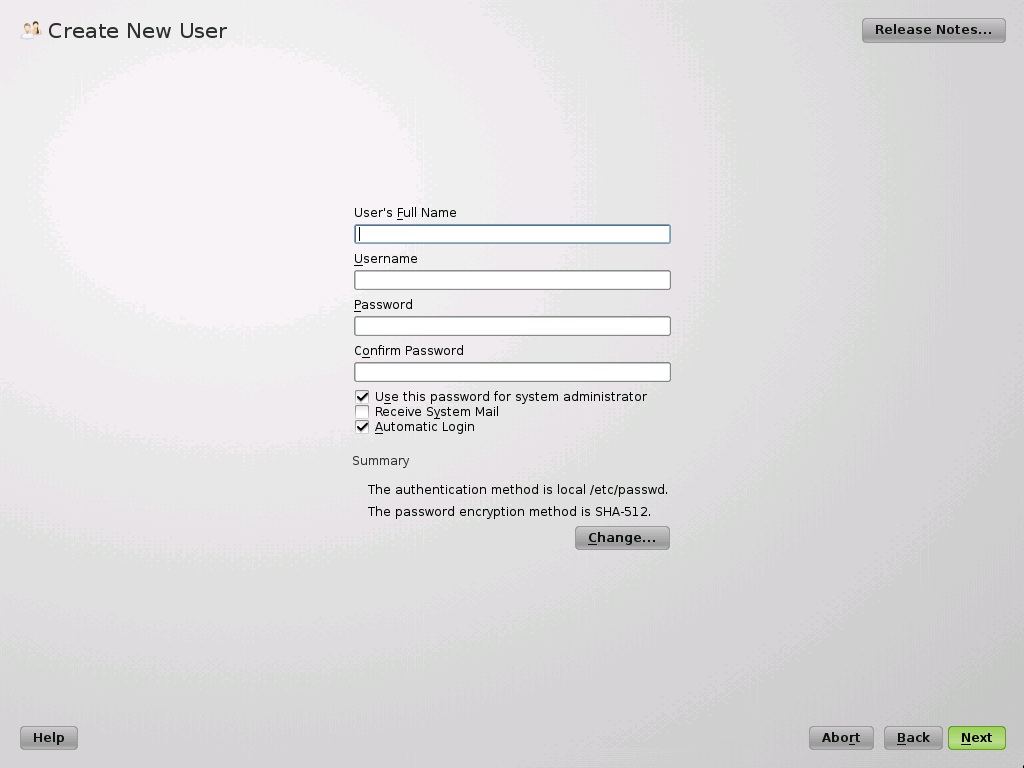 Create New User
Release Notes...
User's Full Name
Username
Password
Confirm Password
Use this password for system administrator
Receive System Mail
Automatic Login
Summary
The authentication method is local /etc/passwd.
The password encryption method is SHA-512.
Change...
Help
Abort
Back
Next